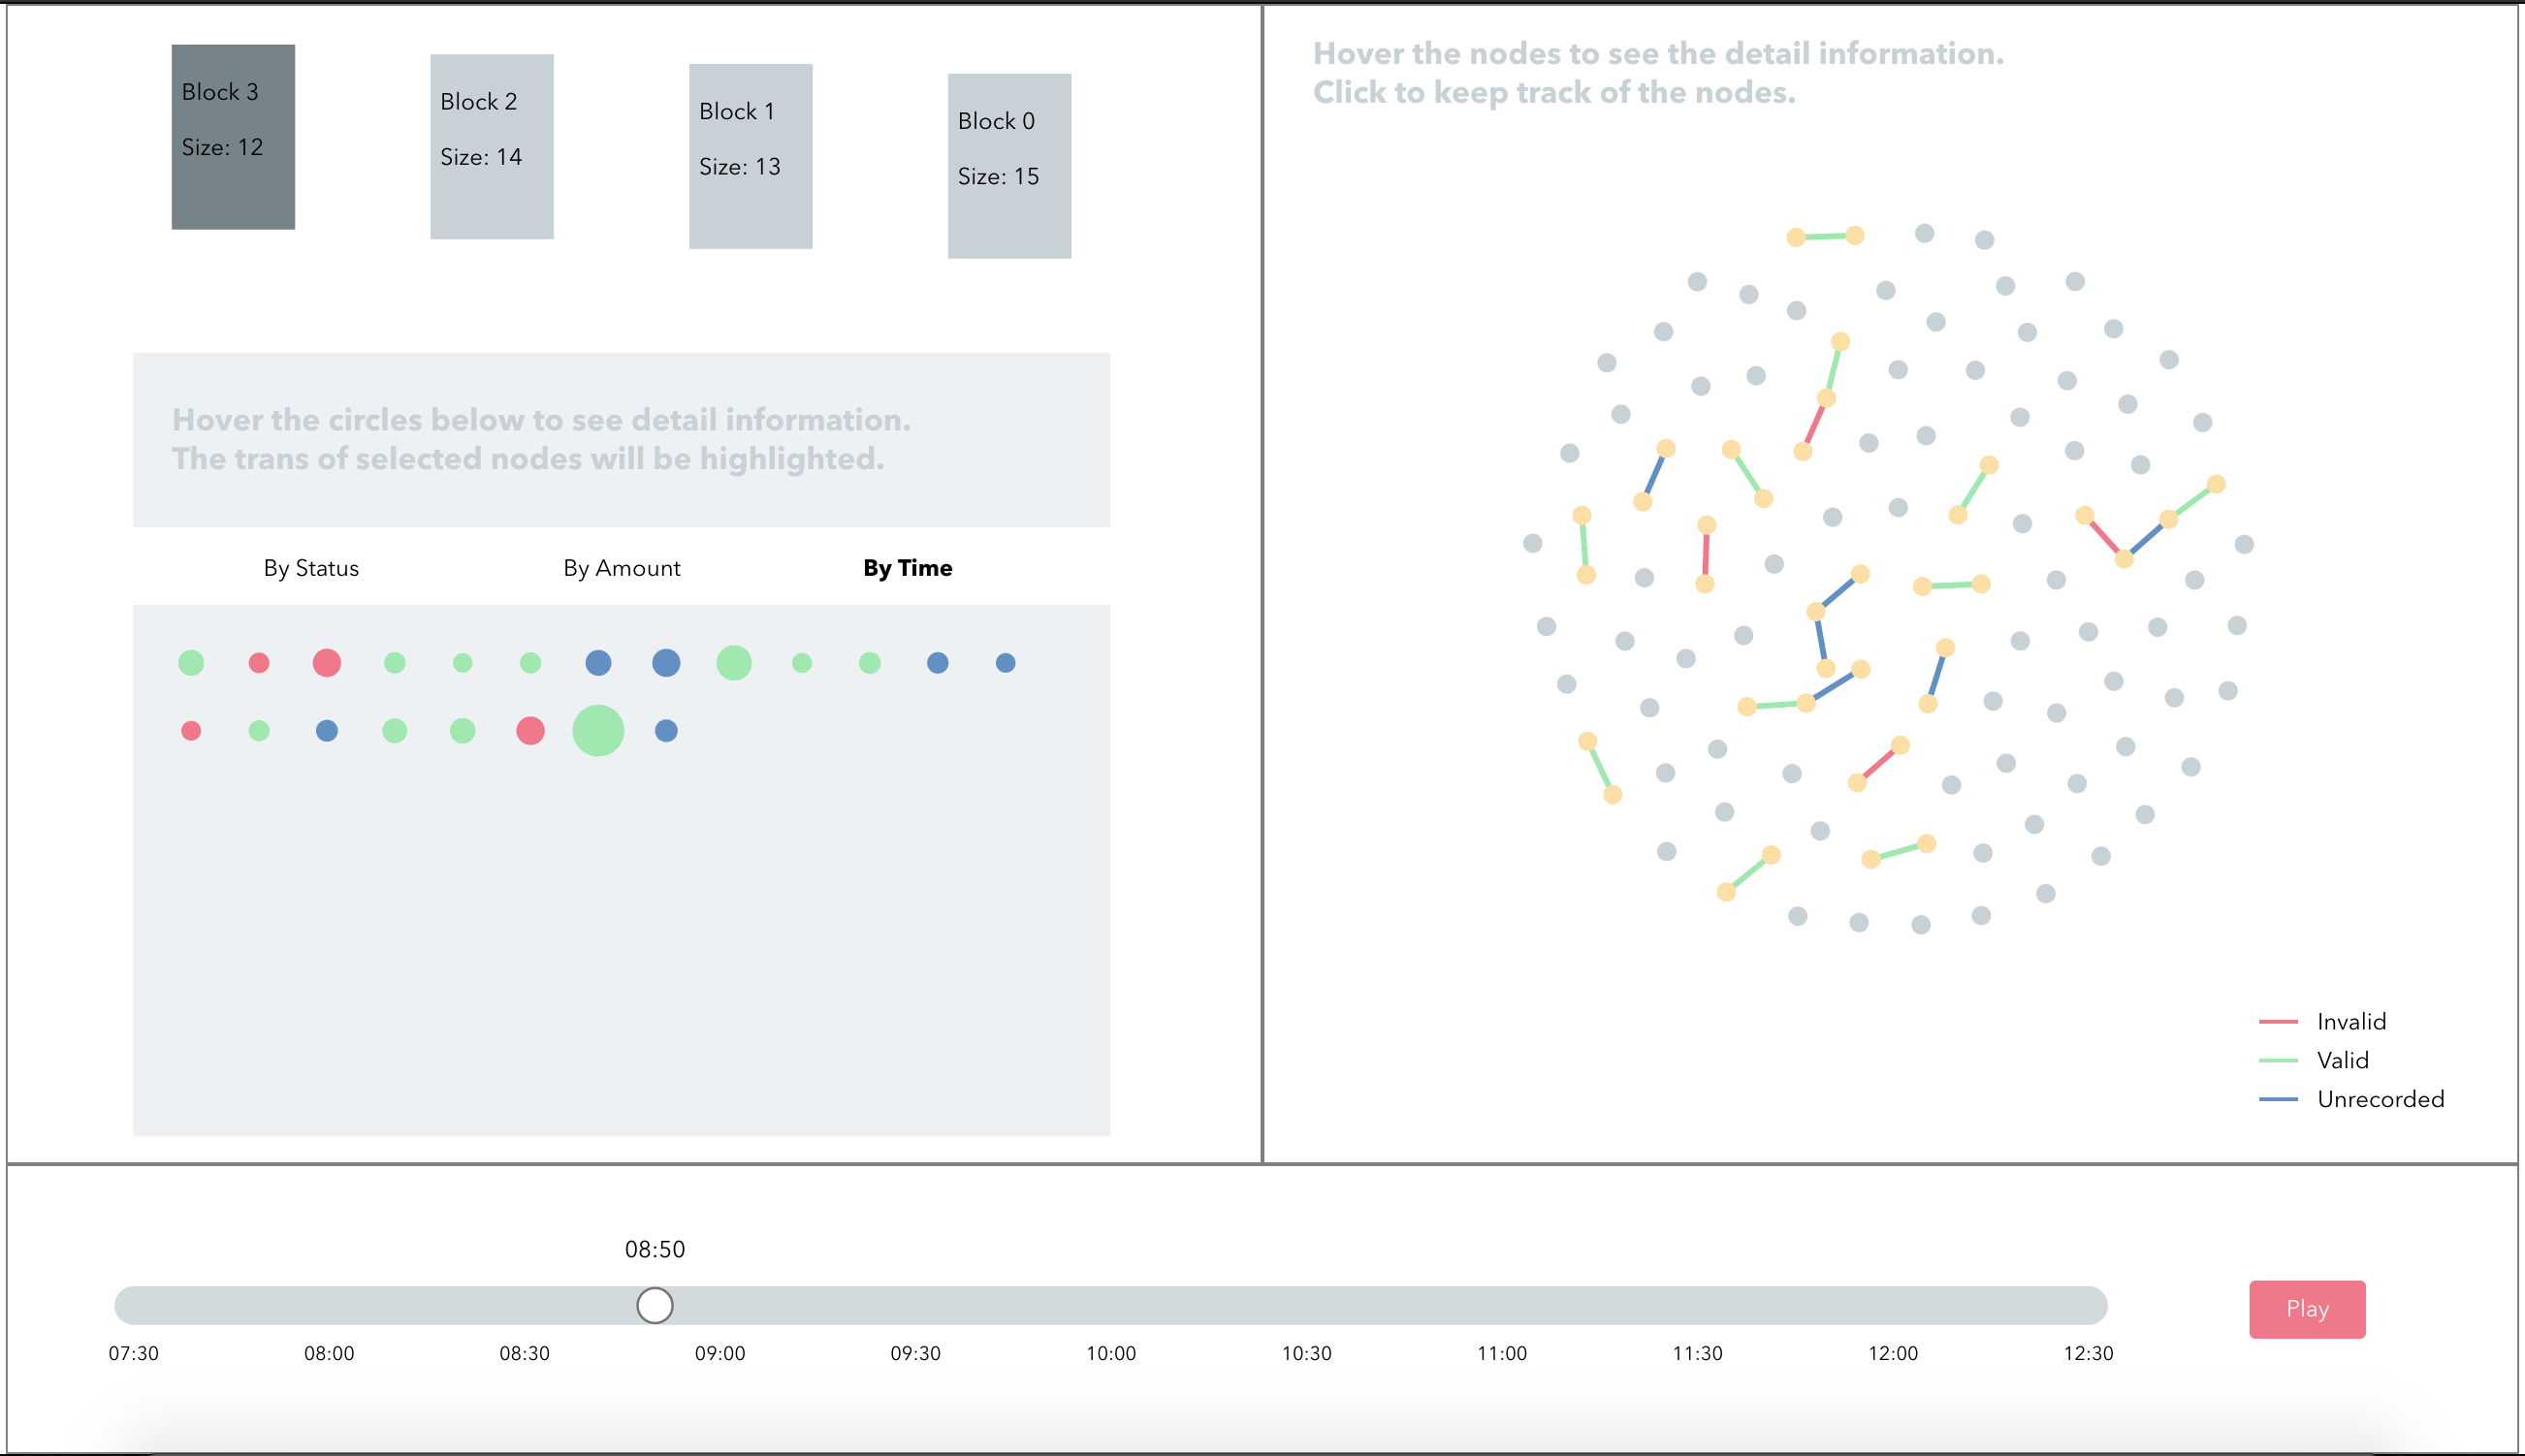 Block 3
Size: 12
Block 2
Size: 14
Block 1
Size: 13
Block 0
Size: 15
Hover the circles below to see detail information.
The trans of selected nodes will be highlighted.
By Status
By Amount
By Time
Hover the nodes to see the detail information.
Click to keep track of the nodes.
Invalid
Valid
Unrecorded
08:50
07:30
08:00
08:30
09:00
09:30
10:00
10:30
11:00
11:30
12:00
12:30
Play